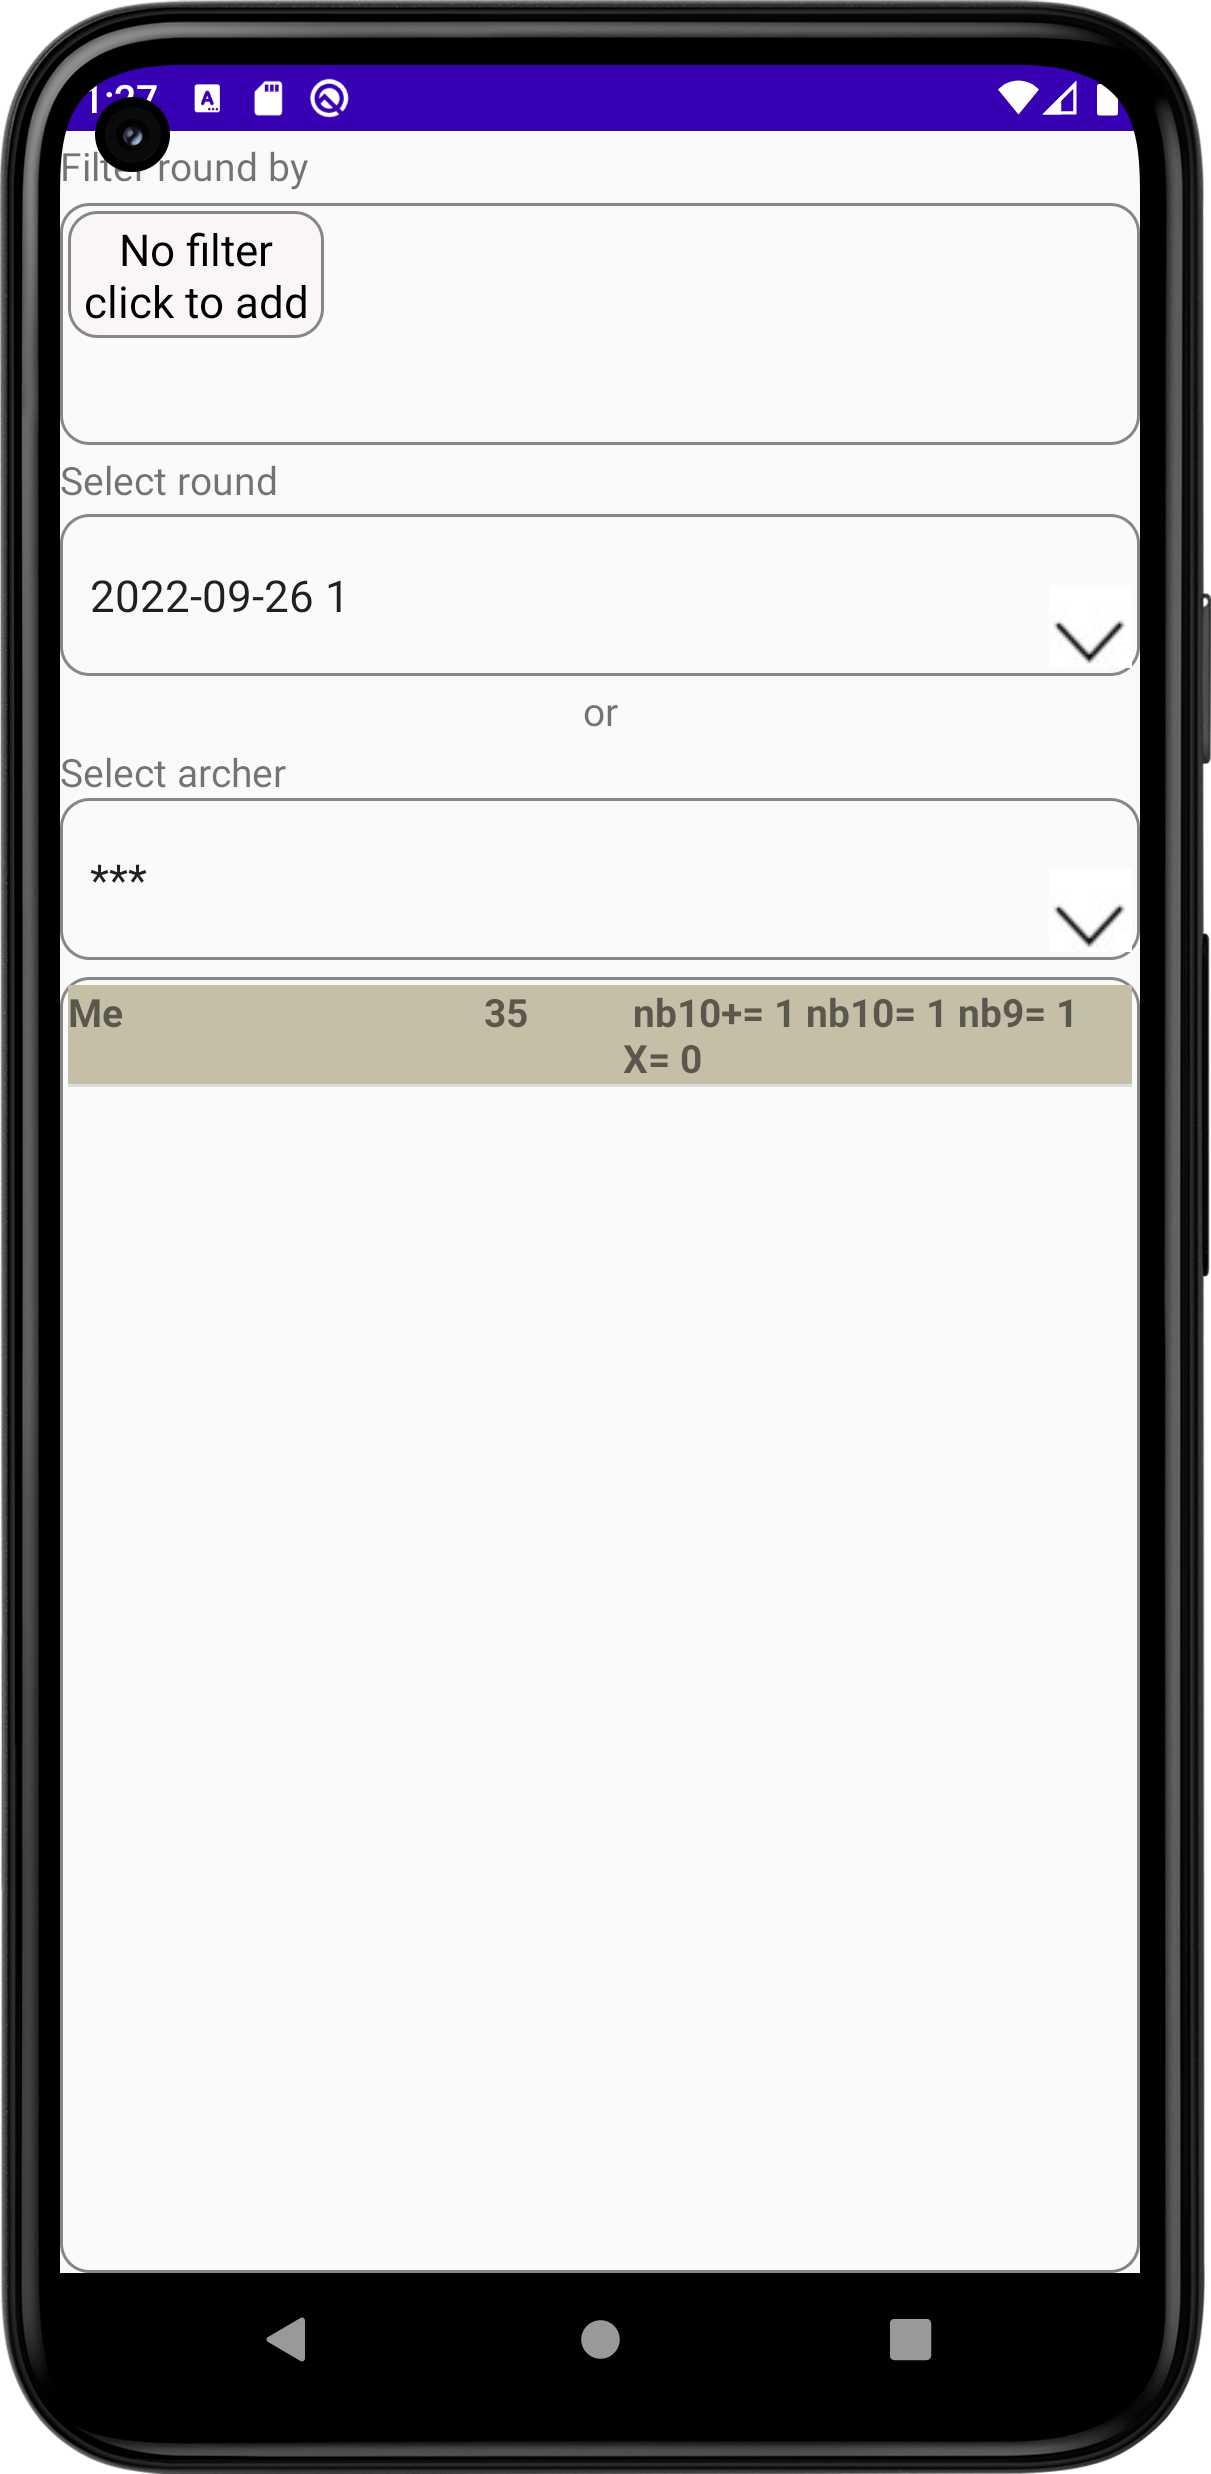 1:27
Filter round by
No filter
click to add
Select round
2022-09-26 1
or
Select archer
***
Me 35 nb10+= 1 nb10= 1 nb9= 1
X= 0